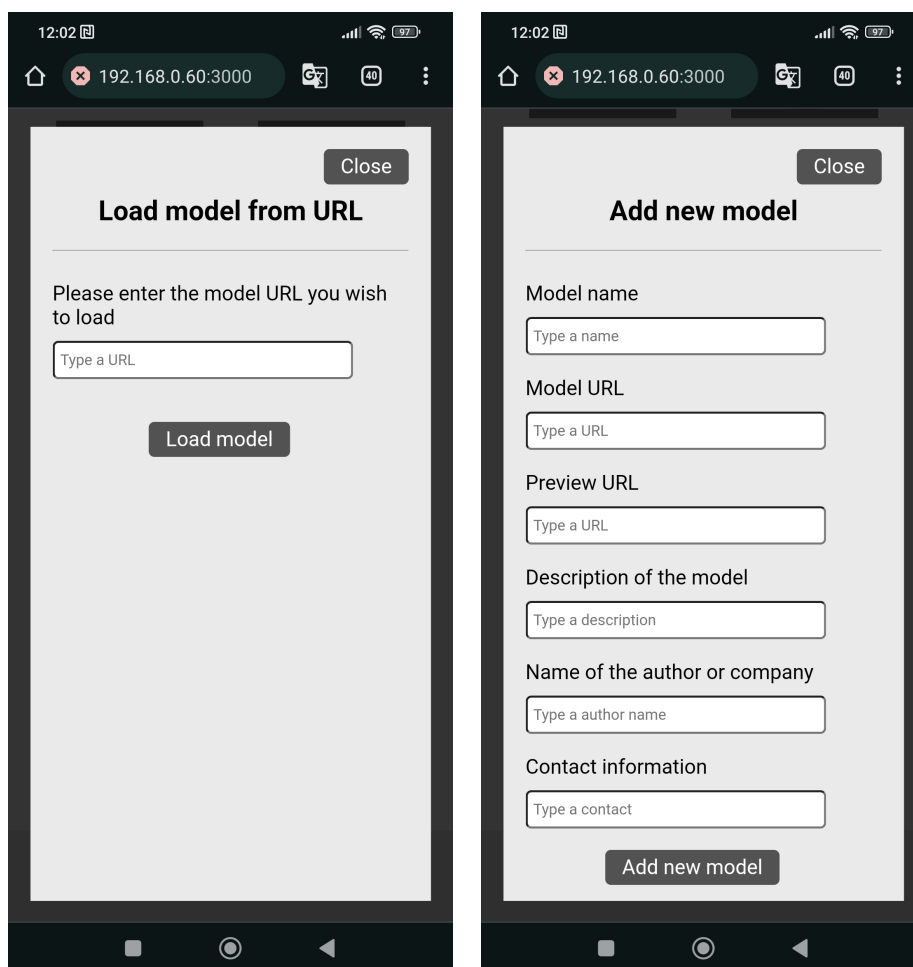 12:02
97
192.168.0.60:3000
40
Close
Load model from URL
Please enter the model URL you wish
to load
Type a URL
Load model
12:02
97
192.168.0.60:3000
40
Close
Add new model
Model name
Type a name
Model URL
Type a URL
Preview URL
Type a URL
Description of the model
Type a description
Name of the author or company
Type a author name
Contact information
Type a contact
Add new model